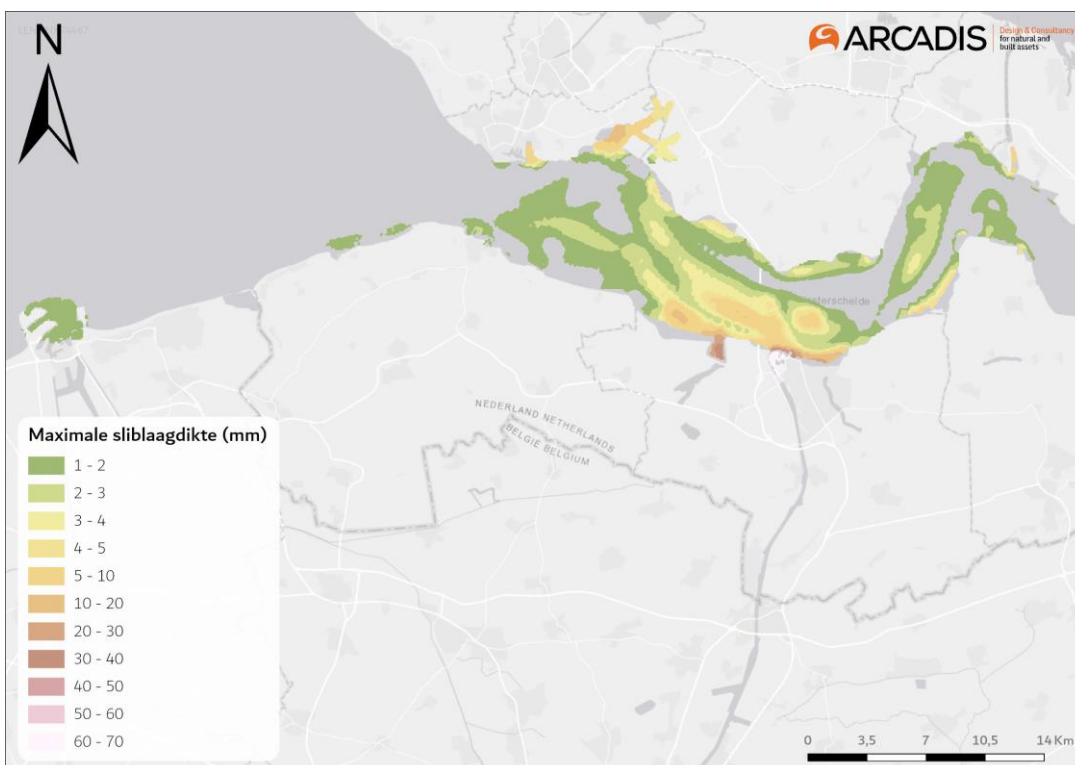 N
ARCADIS
Design & Consultancy
for natural and
built assets
NEDERLAND NETHERLANDS
BELGIE BELGIUM
Maximale sliblaagdikte (mm)
1 - 2
2 - 3
3 - 4
4 - 5
5 - 10
10 - 20
20 - 30
30 - 40
40 - 50
50 - 60
60 - 70
0 3,5 7 10,5 14 Km